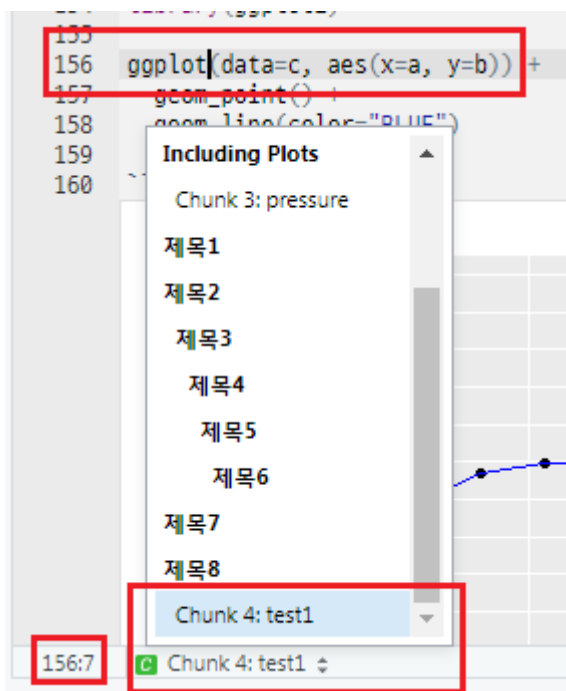 155
156 ggplot(data=c, aes(x=a, y=b)) +
157 geom_point() +
158 geom_line(color="BLUE")
159
160 ```
Including Plots
Chunk 3: pressure
제목1
제목2
제목3
제목4
제목5
제목6
제목7
제목8
Chunk 4: test1
156:7 C Chunk 4: test1